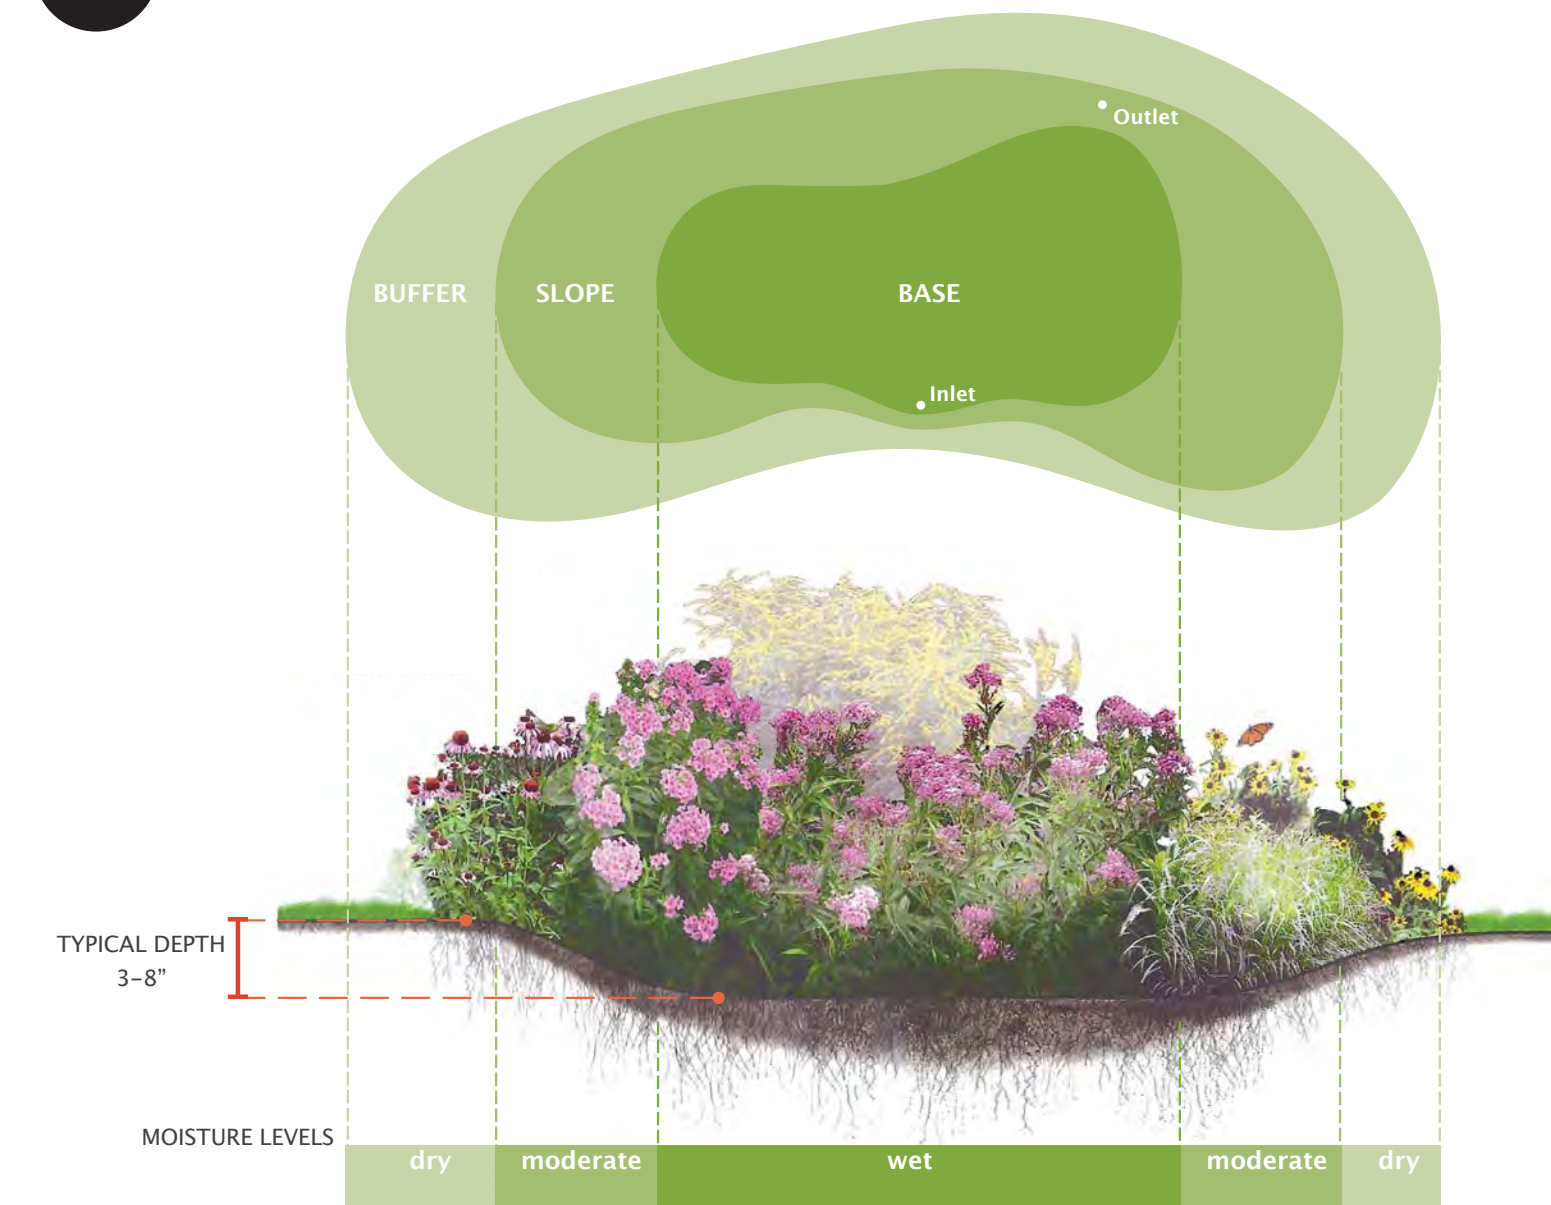 Outlet
BUFFER
SLOPE
BASE
Inlet
TYPICAL DEPTH
3–8”
MOISTURE LEVELS
dry
moderate
wet
moderate
dry